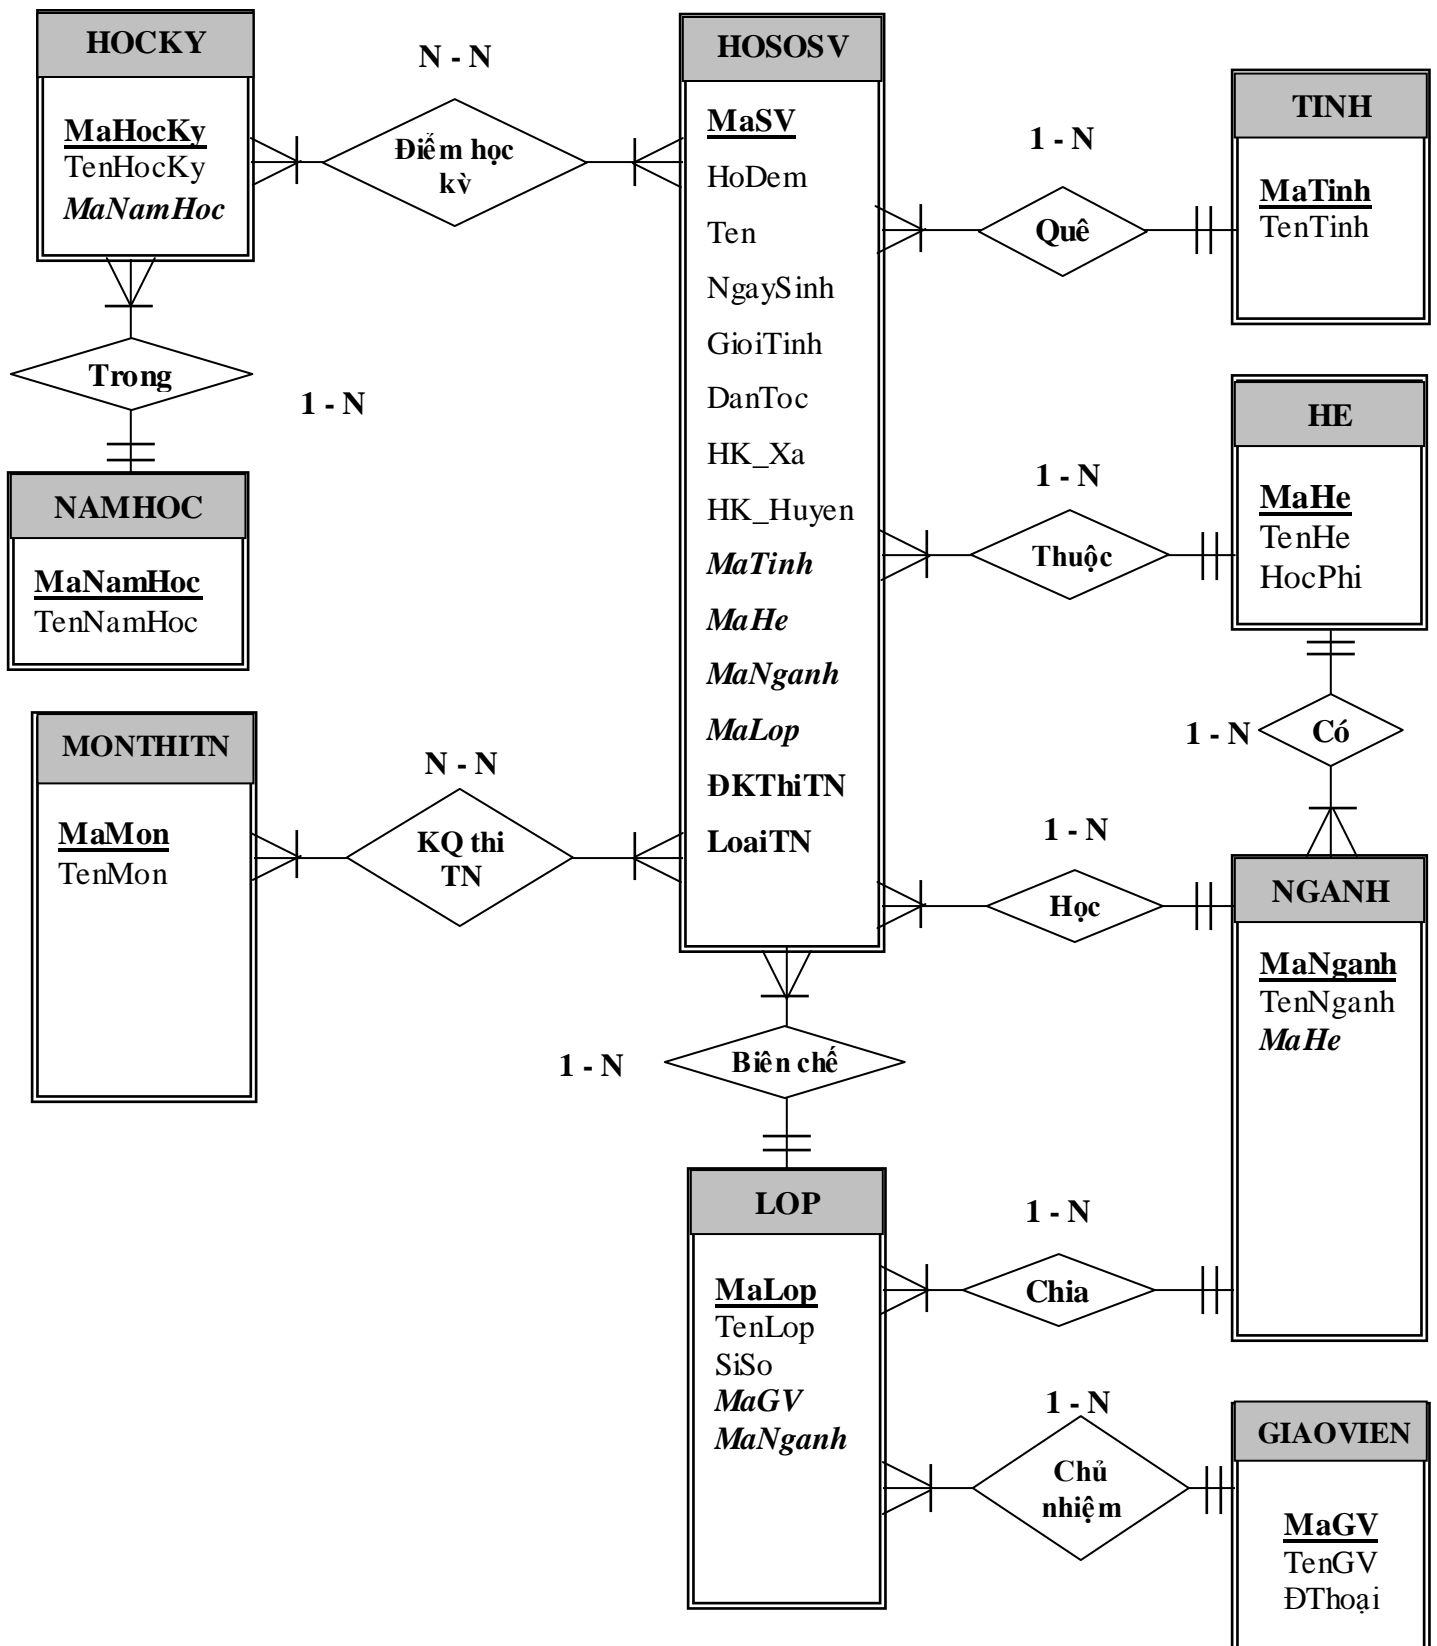 HOCKY
MaHocKy
TenHocKy
MaNamHoc
N - N
Điểm học
kỳ
HOSOSV
MaSV
HoDem
Ten
NgaySinh
GioiTinh
DanToc
HK_Xa
HK_Huyen
MaTinh
MaHe
MaNganh
MaLop
ĐKThiTN
LoaiTN
1 - N
Quê
TINH
MaTinh
TenTinh
Trong
1 - N
NAMHOC
MaNamHoc
TenNamHoc
1 - N
Thuộc
HE
MaHe
TenHe
HocPhi
1 - N
Có
MONTHITN
MaMon
TenMon
N - N
KQ thi
TN
1 - N
Học
NGANH
MaNganh
TenNganh
MaHe
1 - N
Biên chế
LOP
MaLop
TenLop
SiSo
MaGV
MaNganh
1 - N
Chia
1 - N
Chủ
nhiệm
GIAOVIEN
MaGV
TenGV
ĐThoại